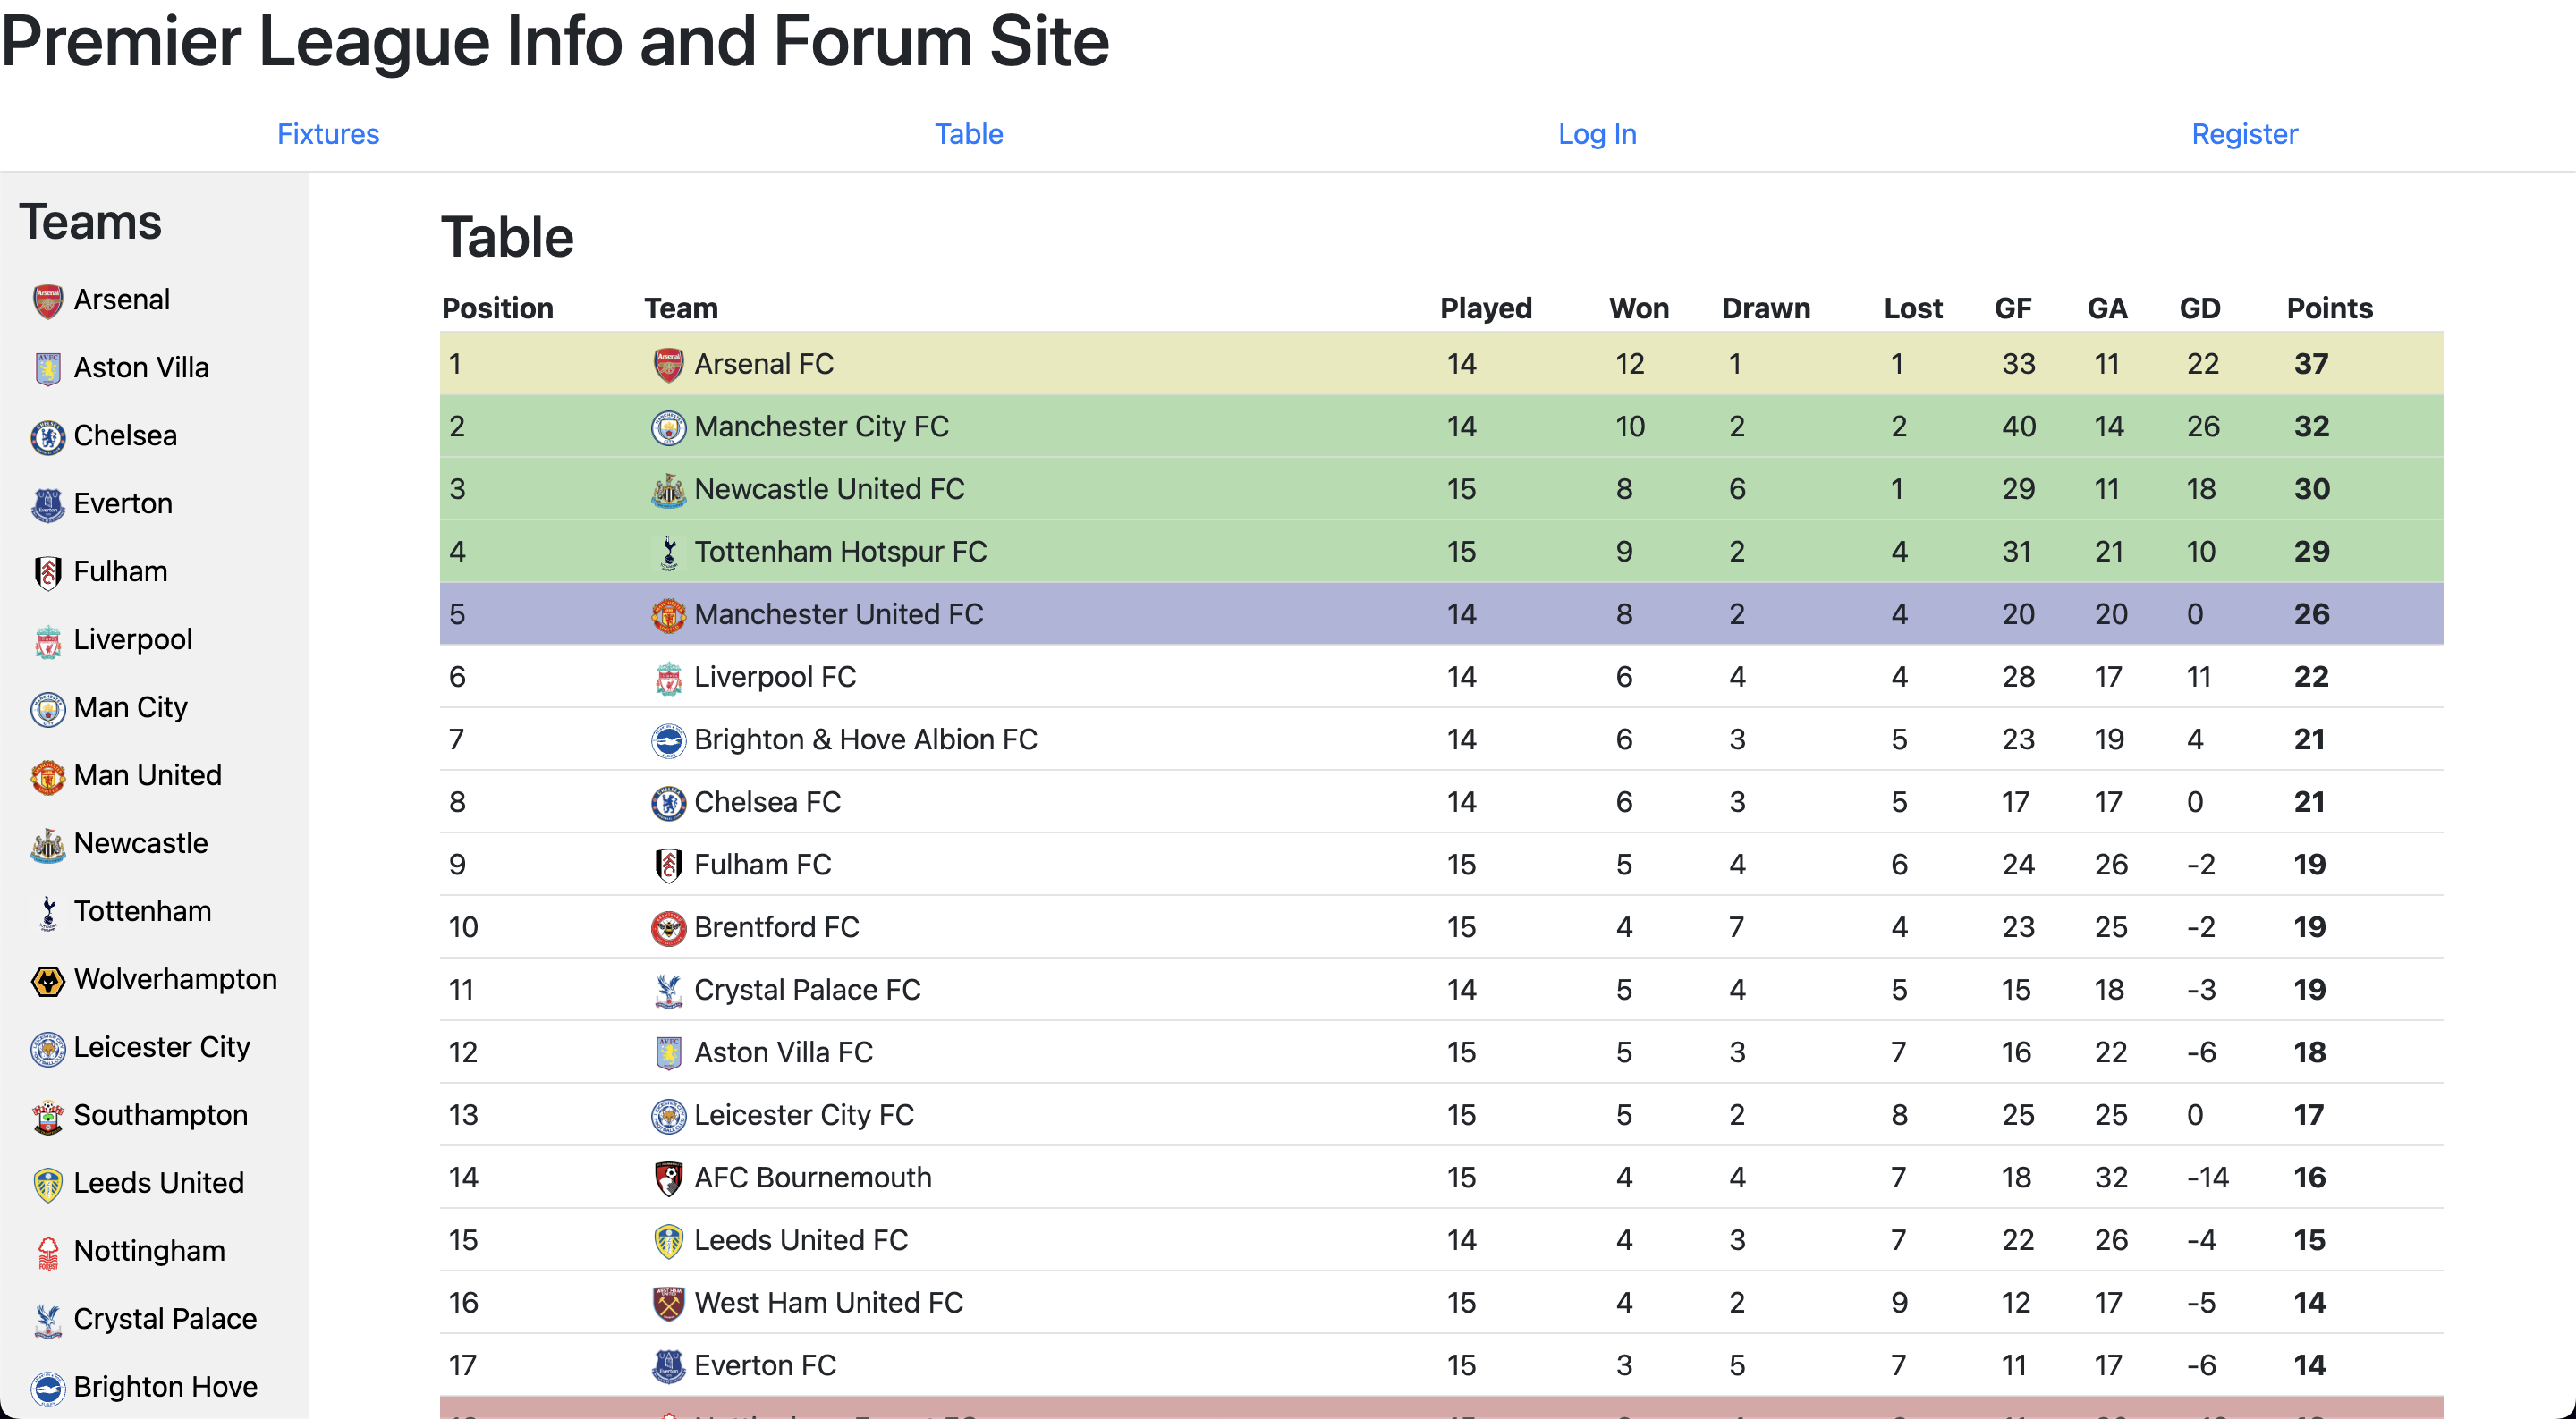 Premier League Info and Forum Site
Fixtures Table Log In Register
Teams
Arsenal
Aston Villa
Chelsea
Everton
Fulham
Liverpool
Man City
Man United
Newcastle
Tottenham
Wolverhampton
Leicester City
Southampton
Leeds United
Nottingham
Crystal Palace
Brighton Hove
Table
Position Team Played Won Drawn Lost GF GA GD Points
1 Arsenal FC 14 12 1 1 33 11 22 37
2 Manchester City FC 14 10 2 2 40 14 26 32
3 Newcastle United FC 15 8 6 1 29 11 18 30
4 Tottenham Hotspur FC 15 9 2 4 31 21 10 29
5 Manchester United FC 14 8 2 4 20 20 0 26
6 Liverpool FC 14 6 4 4 28 17 11 22
7 Brighton & Hove Albion FC 14 6 3 5 23 19 4 21
8 Chelsea FC 14 6 3 5 17 17 0 21
9 Fulham FC 15 5 4 6 24 26 -2 19
10 Brentford FC 15 4 7 4 23 25 -2 19
11 Crystal Palace FC 14 5 4 5 15 18 -3 19
12 Aston Villa FC 15 5 3 7 16 22 -6 18
13 Leicester City FC 15 5 2 8 25 25 0 17
14 AFC Bournemouth 15 4 4 7 18 32 -14 16
15 Leeds United FC 14 4 3 7 22 26 -4 15
16 West Ham United FC 15 4 2 9 12 17 -5 14
17 Everton FC 15 3 5 7 11 17 -6 14